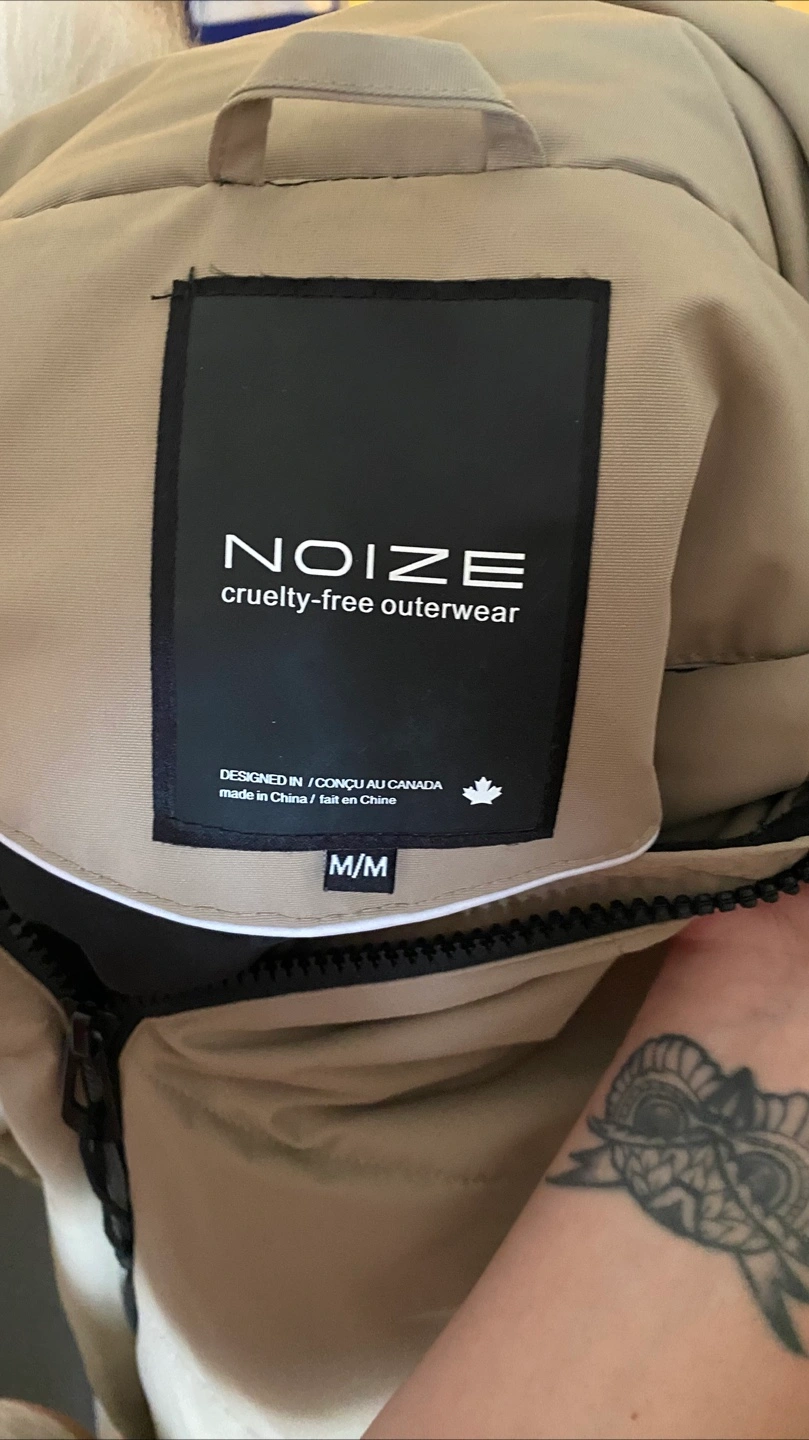 NOIZE
cruelty-free outerwear
DESIGNED IN / CONÇU AU CANADA
made in China / fait en Chine
M/M